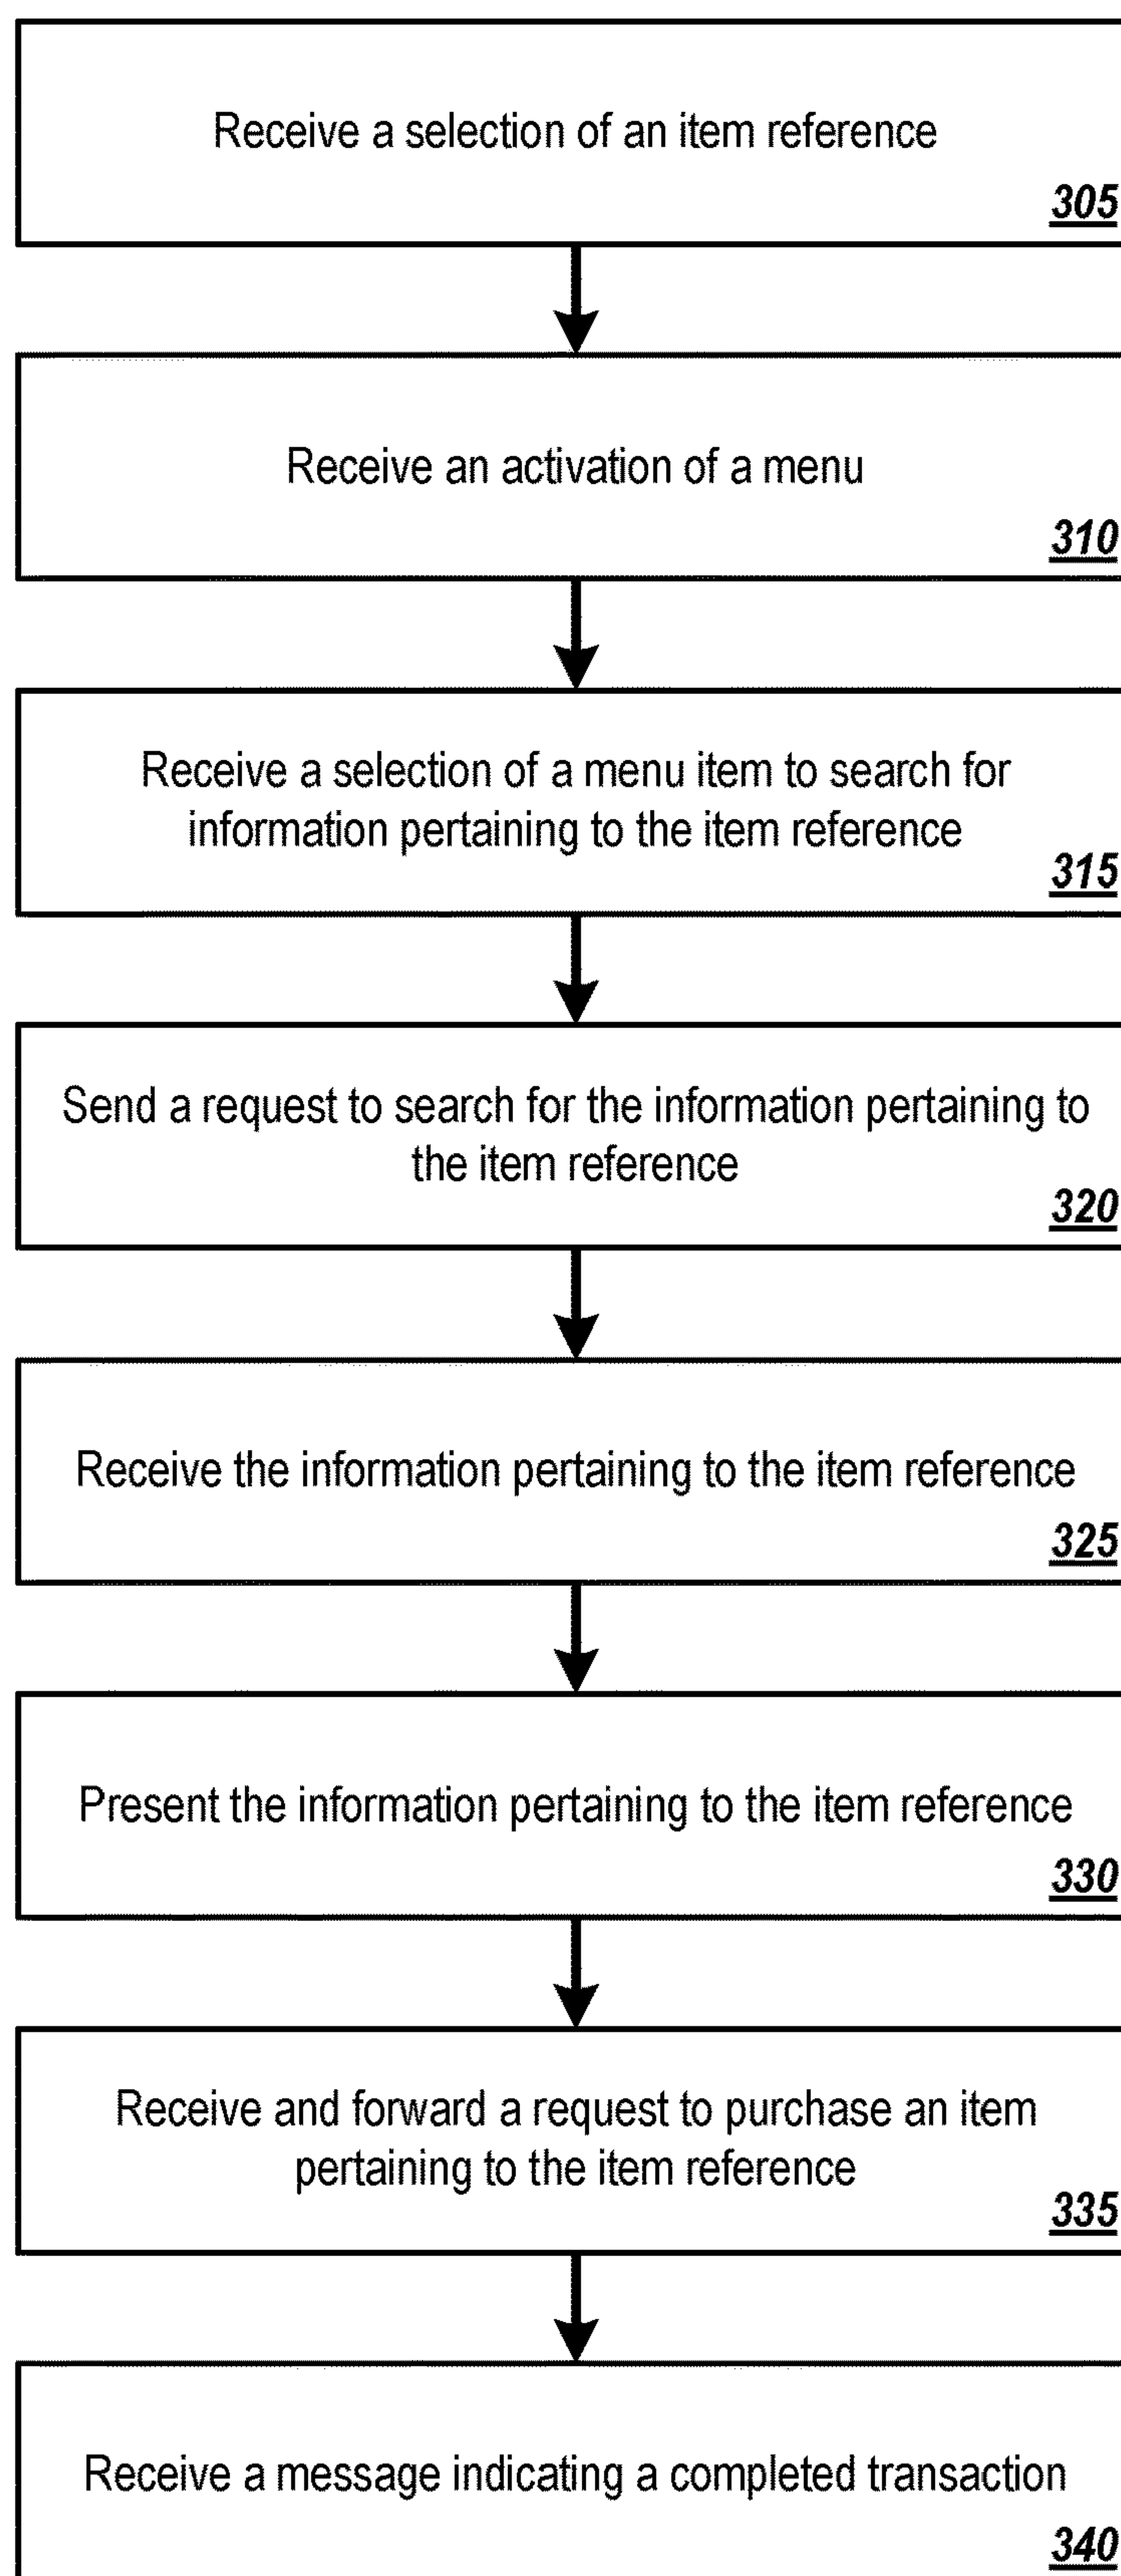 Receive a selection of an item reference
305
Receive an activation of a menu
310
Receive a selection of a menu item to search for
information pertaining to the item reference
315
Send a request to search for the information pertaining to
the item reference
320
Receive the information pertaining to the item reference
325
Present the information pertaining to the item reference
330
Receive and forward a request to purchase an item
pertaining to the item reference
335
Receive a message indicating a completed transaction
340